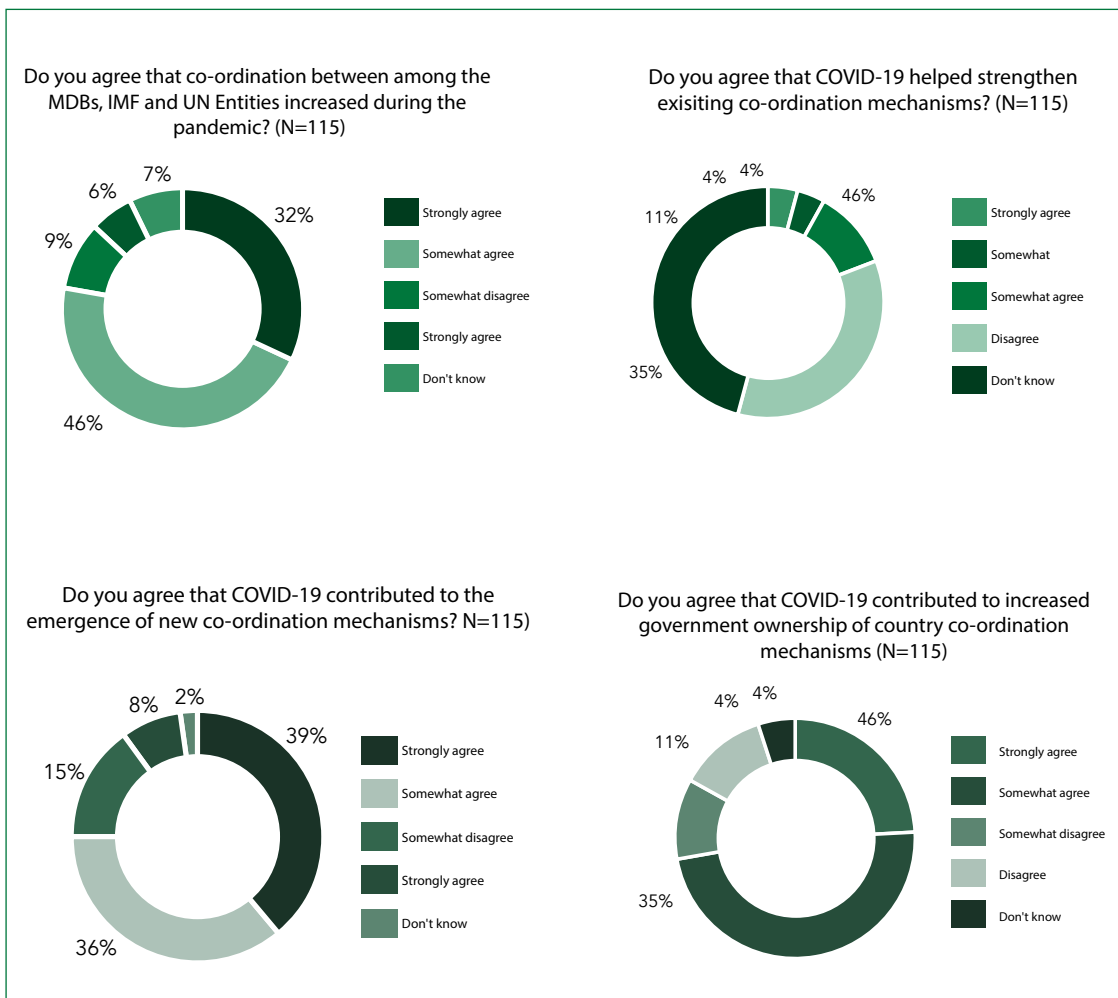 Do you agree that co-ordination between among the
MDBs, IMF and UN Entities increased during the
pandemic? (N=115)
7%
6%
32%
9%
46%
Strongly agree
Somewhat agree
Somewhat disagree
Strongly agree
Don't know
Do you agree that COVID-19 helped strengthen
exisiting co-ordination mechanisms? (N=115)
4%
4%
46%
11%
35%
Strongly agree
Somewhat
Somewhat agree
Disagree
Don't know
Do you agree that COVID-19 contributed to the
emergence of new co-ordination mechanisms? N=115)
8%
2%
39%
15%
36%
Strongly agree
Somewhat agree
Somewhat disagree
Strongly agree
Don't know
Do you agree that COVID-19 contributed to increased
government ownership of country co-ordination
mechanisms (N=115)
4%
4%
46%
11%
35%
Strongly agree
Somewhat agree
Somewhat disagree
Disagree
Don't know